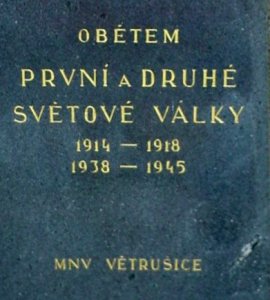 OBĚTEM
PRVNÍ A DRUHÉ
SVĚTOVÉ VÁLKY
1914 — 1918
1938 — 1945
MNV VĚTRUŠICE